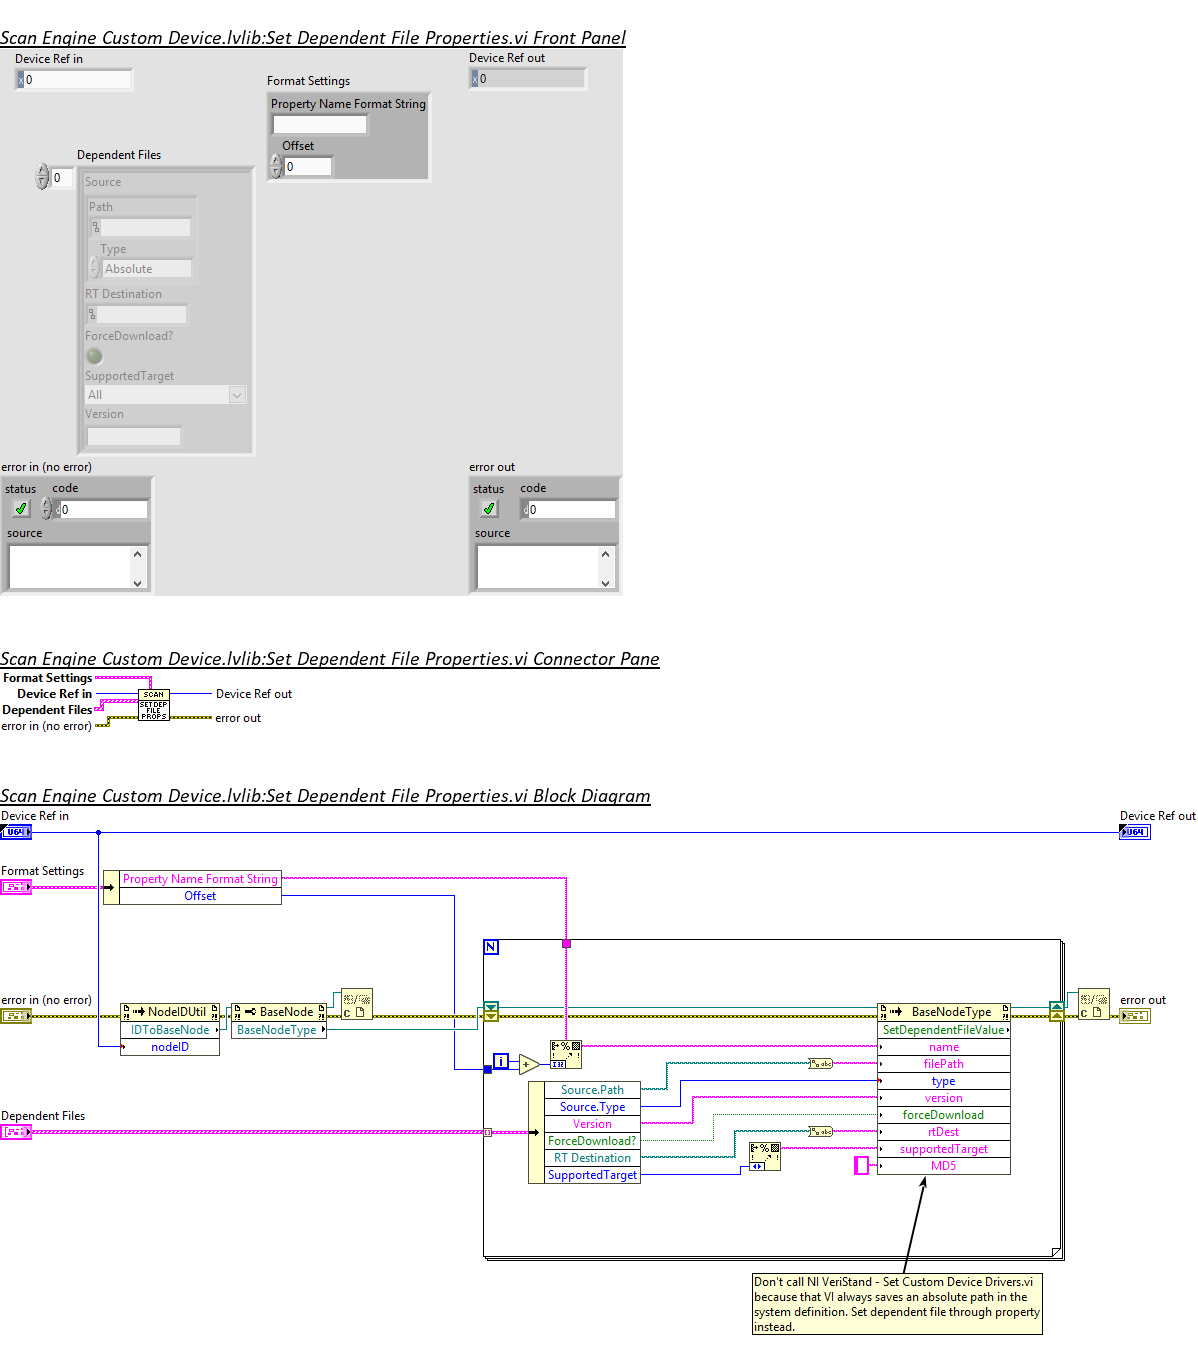 Scan Engine Custom Device.lvlib:Set Dependent File Properties.vi Front Panel
Device Ref in
0
Device Ref out
0
Format Settings
Property Name Format String
Offset
0
Dependent Files
0
Source
Path
Type
Absolute
RT Destination
ForceDownload?
SupportedTarget
All
Version
error in (no error)
status
code
d0
source
error out
status
code
d0
source
Scan Engine Custom Device.lvlib:Set Dependent File Properties.vi Connector Pane
Format Settings
Device Ref in
Dependent Files
error in (no error)
SCAN
SET DEP
FILE
PROPS
Device Ref out
error out
Scan Engine Custom Device.lvlib:Set Dependent File Properties.vi Block Diagram
Device Ref in
U64
Device Ref out
U64
Format Settings
Property Name Format String
Offset
N
error in (no error)
NodeIDUtil
IDToBaseNode
nodeID
BaseNode
BaseNodeType
C
i
+
%
I32
BaseNodeType
SetDependentFileValue
name
filePath
type
version
forceDownload
rtDest
supportedTarget
MD5
C
error out
Dependent Files
Source.Path
Source.Type
Version
ForceDownload?
RT Destination
SupportedTarget
abc
abc
%
Don't call NI VeriStand - Set Custom Device Drivers.vi
because that VI always saves an absolute path in the
system definition. Set dependent file through property
instead.